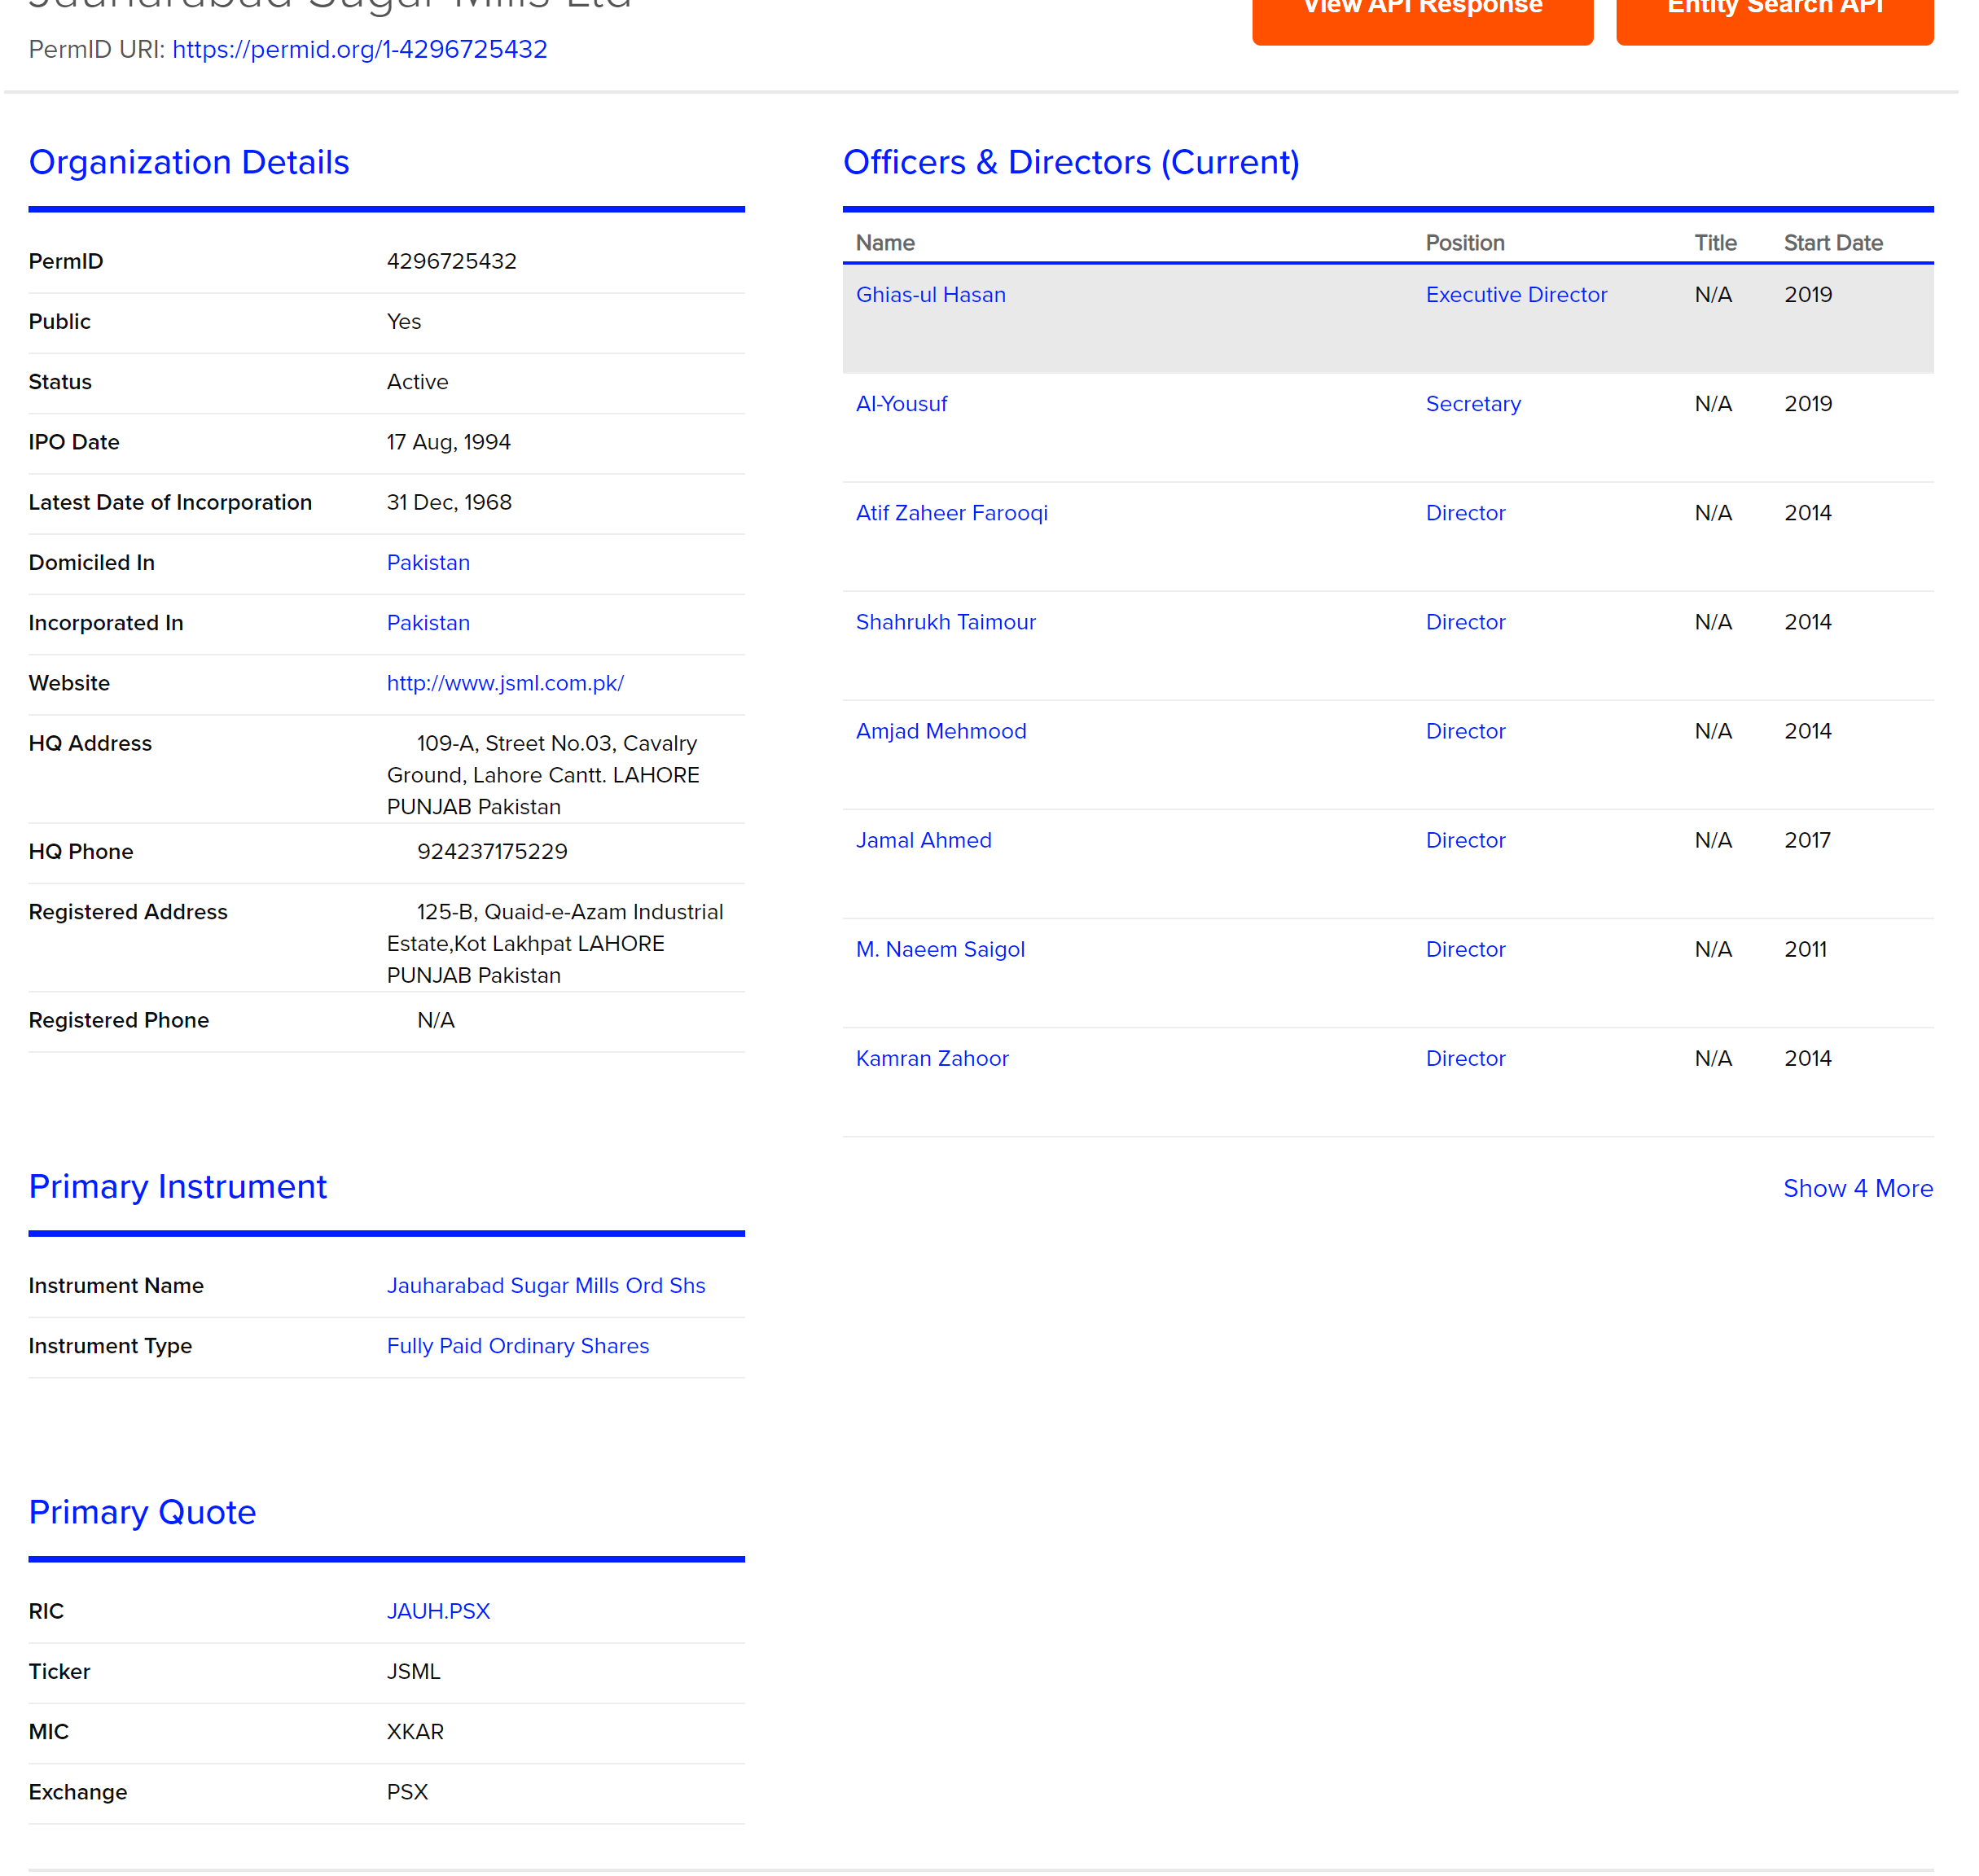 Jauharabad Sugar Mills Ltd
View API Response
Entity Search API
PermID URI: https://permid.org/1-4296725432
Organization Details
PermID 4296725432
Public Yes
Status Active
IPO Date 17 Aug, 1994
Latest Date of Incorporation 31 Dec, 1968
Domiciled In Pakistan
Incorporated In Pakistan
Website http://www.jsml.com.pk/
HQ Address 109-A, Street No.03, Cavalry
Ground, Lahore Cantt. LAHORE
PUNJAB Pakistan
HQ Phone 924237175229
Registered Address 125-B, Quaid-e-Azam Industrial
Estate,Kot Lakhpat LAHORE
PUNJAB Pakistan
Registered Phone N/A
Officers & Directors (Current)
Name Position Title Start Date
Ghias-ul Hasan Executive Director N/A 2019
Al-Yousuf Secretary N/A 2019
Atif Zaheer Farooqi Director N/A 2014
Shahrukh Taimour Director N/A 2014
Amjad Mehmood Director N/A 2014
Jamal Ahmed Director N/A 2017
M. Naeem Saigol Director N/A 2011
Kamran Zahoor Director N/A 2014
Show 4 More
Primary Instrument
Instrument Name Jauharabad Sugar Mills Ord Shs
Instrument Type Fully Paid Ordinary Shares
Primary Quote
RIC JAUH.PSX
Ticker JSML
MIC XKAR
Exchange PSX